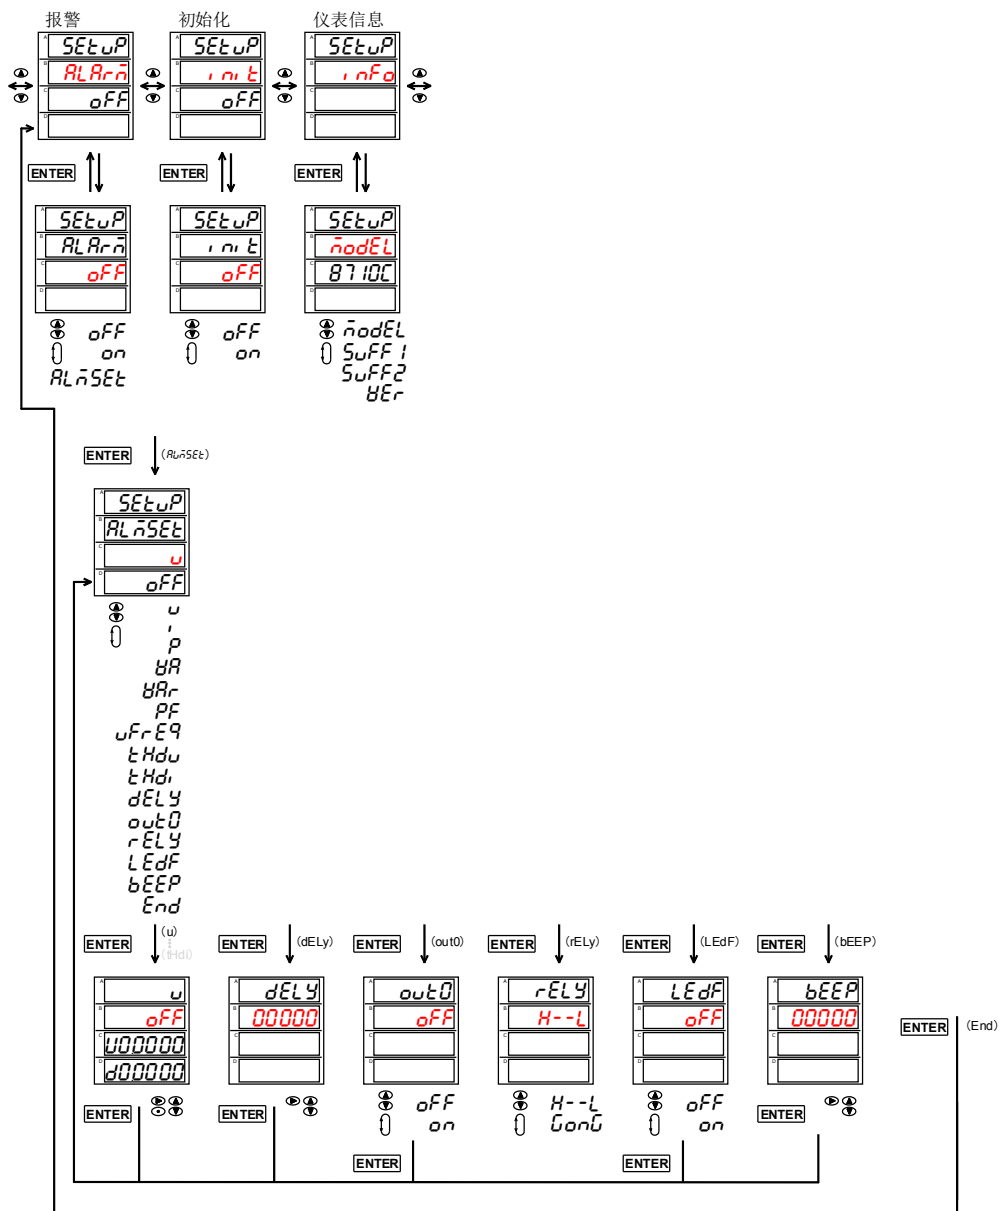 报警 初始化 仪表信息
A SEtuP A SEtuP A SEtuP
B ALArm B init B inFo
C oFF C oFF C
D D D
ENTER ENTER ENTER
A SEtuP A SEtuP A SEtuP
B ALArm B init B modEL
C oFF C oFF C 8710C
D D D
oFF oFF modEL
on on SuFF1
ALmSEt SuFF2
VEr
ENTER (ALmSEt)
A SEtuP
B ALmSEt
C u
D oFF
u
i
P
VA
VAr
PF
uFrEq
tHdu
tHdi
dELy
out0
rELy
LEdF
bEEP
End
ENTER (u) ENTER (dELy) ENTER (out0) ENTER (rELy) ENTER (LEdF) ENTER (bEEP)
(tHdi)
A u A dELy A out0 A rELy A LEdF A bEEP
B oFF B 00000 B oFF B H--L B oFF B 00000
C U00000 C C C C C
D d00000 D D D D D
ENTER (End)
ENTER ENTER oFF H--L oFF ENTER
on GonG on
ENTER ENTER